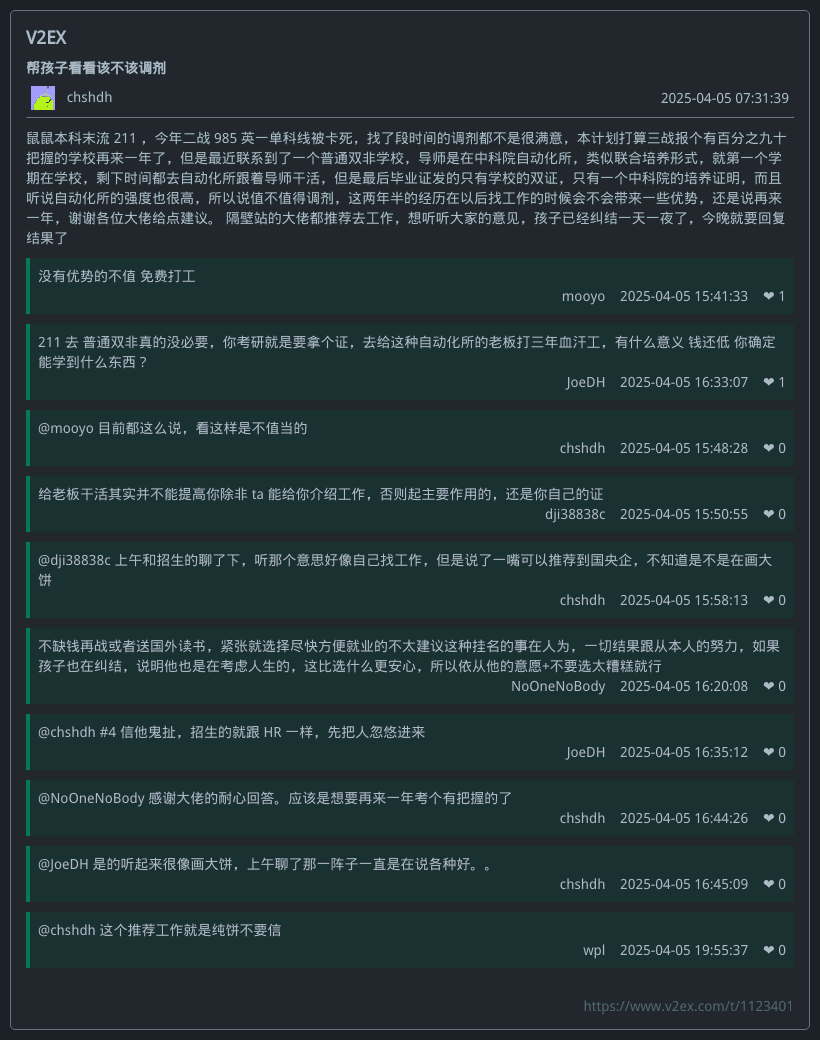 V2EX
帮孩子看看该不该调剂
chshdh
2025-04-05 07:31:39
鼠鼠本科末流 211 ，今年二战 985 英一单科线被卡死，找了段时间的调剂都不是很满意，本计划打算三战报个有百分之九十
把握的学校再来一年了，但是最近联系到了一个普通双非学校，导师是在中科院自动化所，类似联合培养形式，就第一个学
期在学校，剩下时间都去自动化所跟着导师干活，但是最后毕业证发的只有学校的双证，只有一个中科院的培养证明，而且
听说自动化所的强度也很高，所以说值不值得调剂，这两年半的经历在以后找工作的时候会不会带来一些优势，还是说再来
一年，谢谢各位大佬给点建议。 隔壁站的大佬都推荐去工作，想听听大家的意见，孩子已经纠结一天一夜了，今晚就要回复
结果了
没有优势的不值 免费打工
mooyo 2025-04-05 15:41:33 ❤ 1
211 去 普通双非真的没必要，你考研就是要拿个证，去给这种自动化所的老板打三年血汗工，有什么意义 钱还低 你确定
能学到什么东西？
JoeDH 2025-04-05 16:33:07 ❤ 1
@mooyo 目前都这么说，看这样是不值当的
chshdh 2025-04-05 15:48:28 ❤ 0
给老板干活其实并不能提高你除非 ta 能给你介绍工作，否则起主要作用的，还是你自己的证
dji38838c 2025-04-05 15:50:55 ❤ 0
@dji38838c 上午和招生的聊了下，听那个意思好像自己找工作，但是说了一嘴可以推荐到国央企，不知道是不是在画大
饼
chshdh 2025-04-05 15:58:13 ❤ 0
不缺钱再战或者送国外读书，紧张就选择尽快方便就业的不太建议这种挂名的事在人为，一切结果跟从本人的努力，如果
孩子也在纠结，说明他也是在考虑人生的，这比选什么更安心，所以依从他的意愿+不要选太糟糕就行
NoOneNoBody 2025-04-05 16:20:08 ❤ 0
@chshdh #4 信他鬼扯，招生的就跟 HR 一样，先把人忽悠进来
JoeDH 2025-04-05 16:35:12 ❤ 0
@NoOneNoBody 感谢大佬的耐心回答。应该是想要再来一年考个有把握的了
chshdh 2025-04-05 16:44:26 ❤ 0
@JoeDH 是的听起来很像画大饼，上午聊了那一阵子一直是在说各种好。。
chshdh 2025-04-05 16:45:09 ❤ 0
@chshdh 这个推荐工作就是纯饼不要信
wpl 2025-04-05 19:55:37 ❤ 0
https://www.v2ex.com/t/1123401